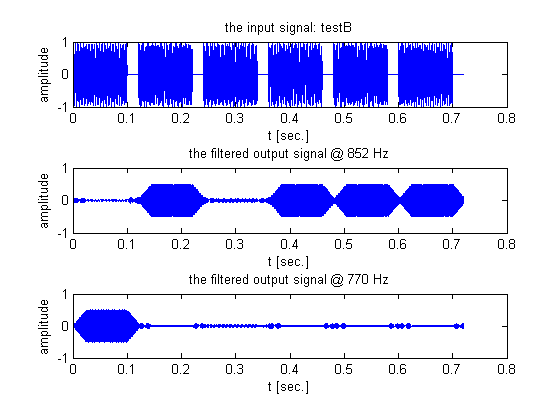 the input signal: testB
1
0
-1
amplitude
0 0.1 0.2 0.3 0.4 0.5 0.6 0.7 0.8
t [sec.]
the filtered output signal @ 852 Hz
1
0
-1
amplitude
0 0.1 0.2 0.3 0.4 0.5 0.6 0.7 0.8
t [sec.]
the filtered output signal @ 770 Hz
1
0
-1
amplitude
0 0.1 0.2 0.3 0.4 0.5 0.6 0.7 0.8
t [sec.]